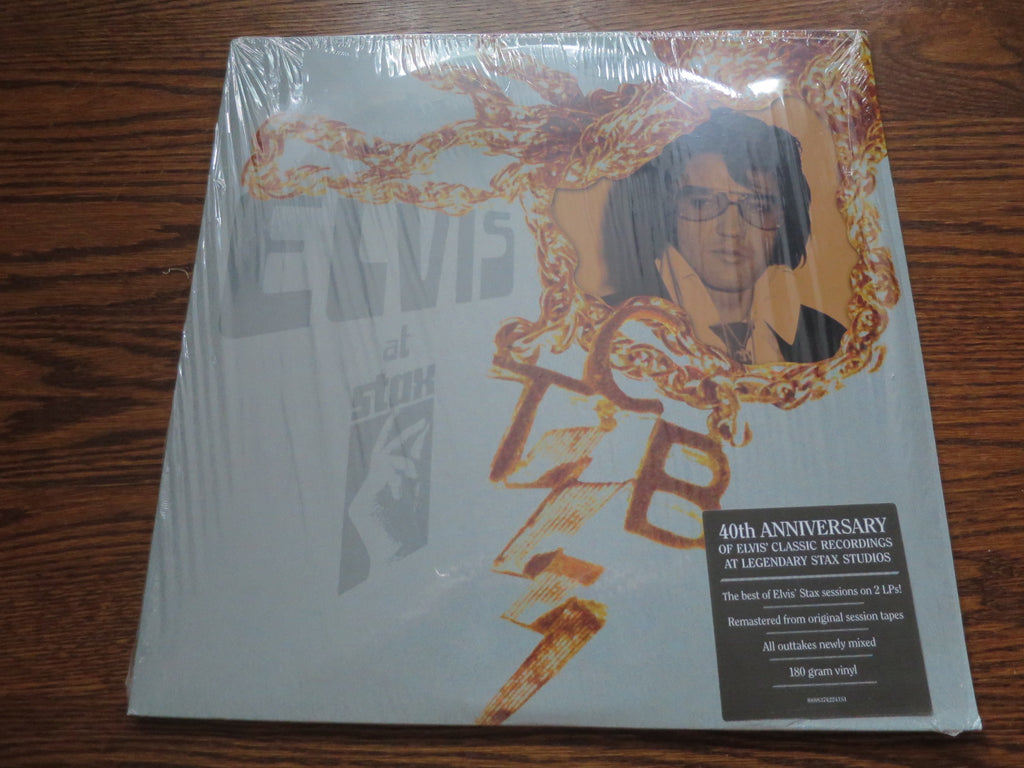 ELVIS
at
stax
TCB
40th ANNIVERSARY
OF ELVIS' CLASSIC RECORDINGS
AT LEGENDARY STAX STUDIOS
The best of Elvis' Stax sessions on 2 LPs!
Remastered from original session tapes
All outtakes newly mixed
180 gram vinyl